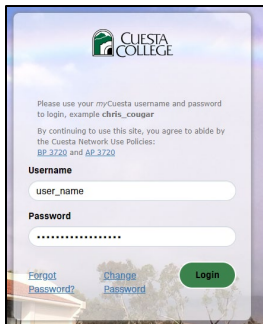 CUESTA
COLLEGE
Please use your myCuesta username and password
to login, example chris_cougar
By continuing to use this site, you agree to abide by
the Cuesta Network Use Policies:
BP 3720 and AP 3720
Username
user_name
Password
••••••••••••••••••
Forgot Change Login
Password? Password